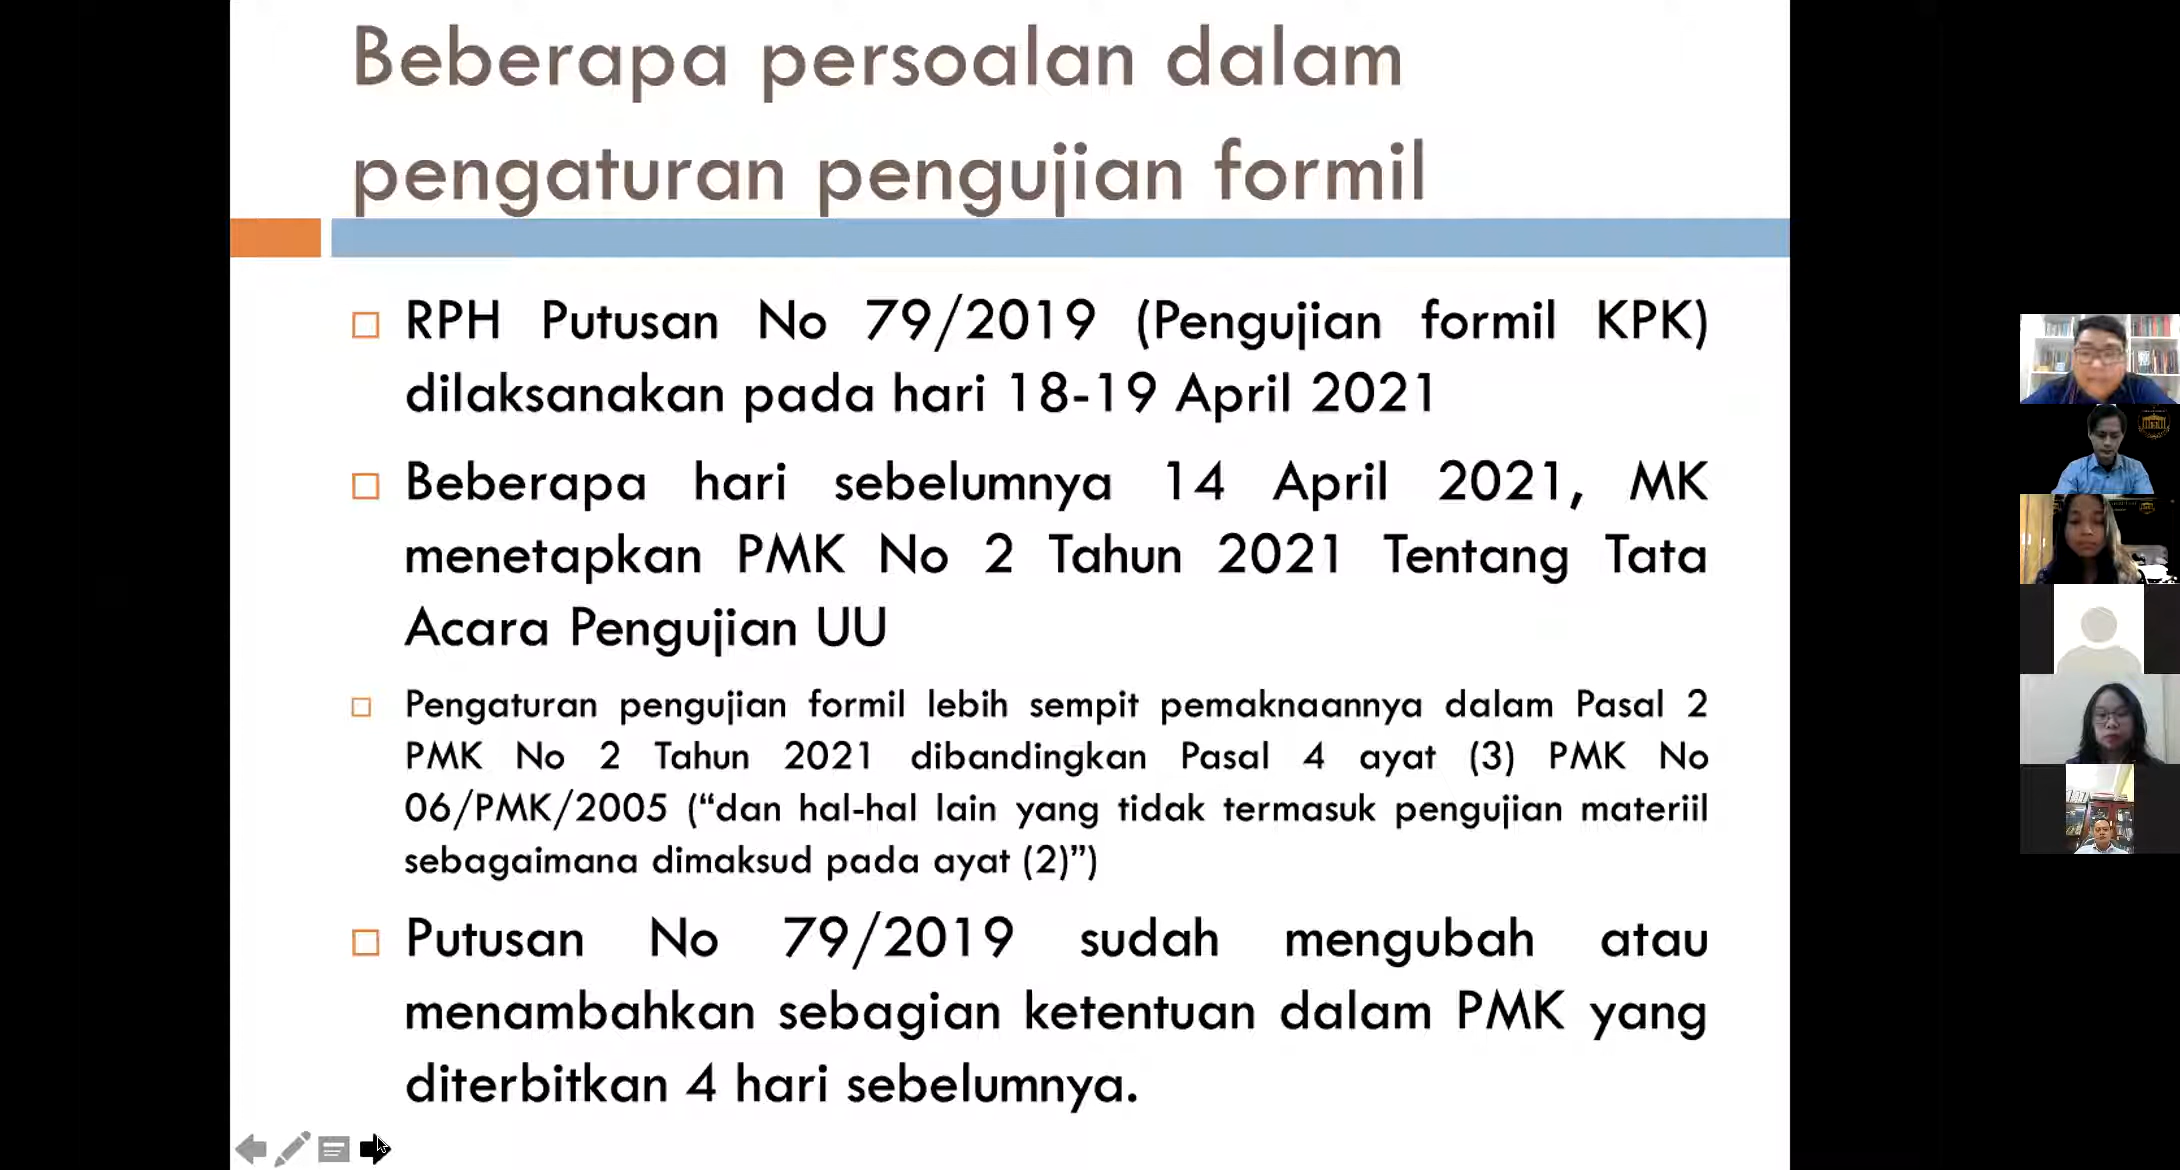 Beberapa persoalan dalam
pengaturan pengujian formil
RPH Putusan No 79/2019 (Pengujian formil KPK)
dilaksanakan pada hari 18-19 April 2021
Beberapa hari sebelumnya 14 April 2021, MK
menetapkan PMK No 2 Tahun 2021 Tentang Tata
Acara Pengujian UU
Pengaturan pengujian formil lebih sempit pemaknaannya dalam Pasal 2
PMK No 2 Tahun 2021 dibandingkan Pasal 4 ayat (3) PMK No
06/PMK/2005 (“dan hal-hal lain yang tidak termasuk pengujian materiil
sebagaimana dimaksud pada ayat (2)”)
Putusan No 79/2019 sudah mengubah atau
menambahkan sebagian ketentuan dalam PMK yang
diterbitkan 4 hari sebelumnya.